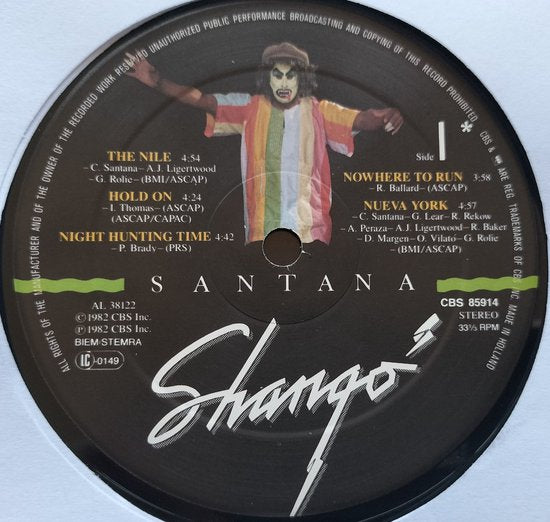 ALL RIGHTS OF THE MANUFACTURER AND OF THE OWNER OF THE RECORDED WORK RESERVED UNAUTHORIZED PUBLIC PERFORMANCE BROADCASTING AND COPYING OF THIS RECORD PROHIBITED. CBS & ARE REG. TRADEMARKS OF CBS INC. MADE IN HOLLAND
THE NILE 4:54
–C. Santana–A.J. Ligertwood
G. Rolie–(BMI/ASCAP)
HOLD ON 4:24
–I. Thomas–(ASCAP)
(ASCAP/CAPAC)
NIGHT HUNTING TIME 4:42
–P. Brady–(PRS)
Side 1 *
NOWHERE TO RUN 3:58
–R. Ballard–(ASCAP)
NUEVA YORK 4:57
–C. Santana–G. Lear–R. Rekow
A. Peraza–A.J. Ligertwood–R. Baker
–D. Margen–O. Vilato–G. Rolie–
(BMI/ASCAP)
SANTANA
AL 38122
Ⓒ 1982 CBS Inc.
Ⓟ 1982 CBS Inc.
BIEM-STEMRA
LC-0149
CBS 85914
STEREO
33⅓ RPM
Shangó